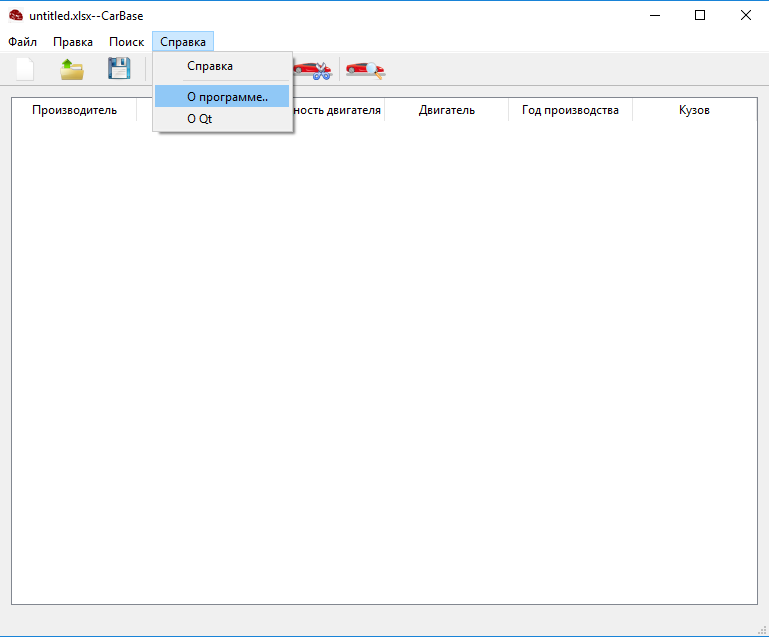 untitled.xlsx--CarBase
Файл Правка Поиск Справка
Справка
О программе..
О Qt
Производитель ность двигателя Двигатель Год производства Кузов